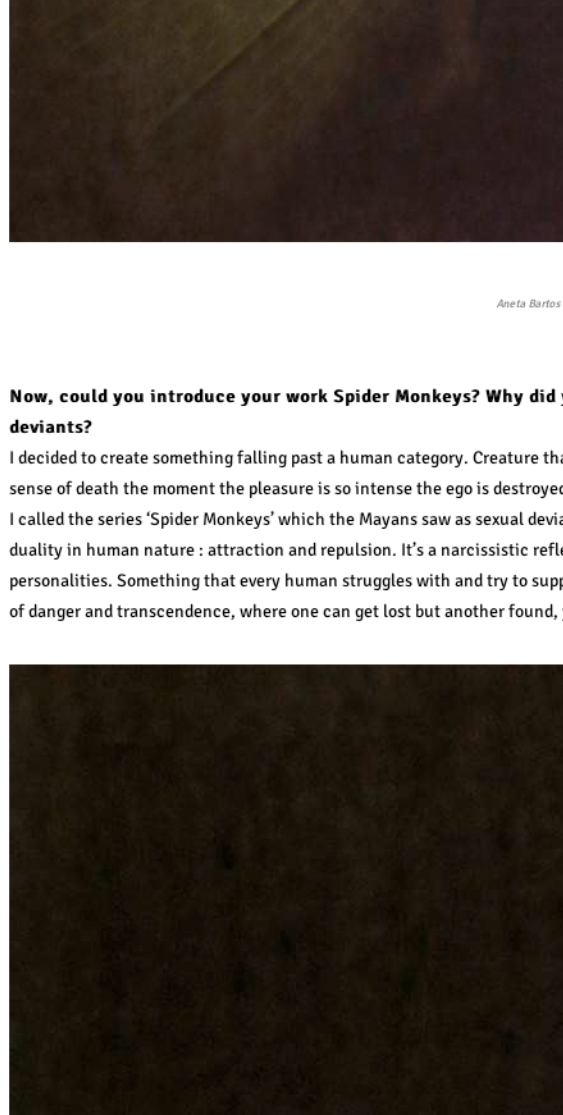 Aneta Bartos
Now, could you introduce your work Spider Monkeys? Why did
deviants?
I decided to create something falling past a human category. Creature
sense of death the moment the pleasure is so intense the ego is destroyed
I called the series ‘Spider Monkeys’ which the Mayans saw as sexual
duality in human nature : attraction and repulsion. It’s a narcissistic
personalities. Something that every human struggles with and try to
of danger and transcendence, where one can get lost but another found,